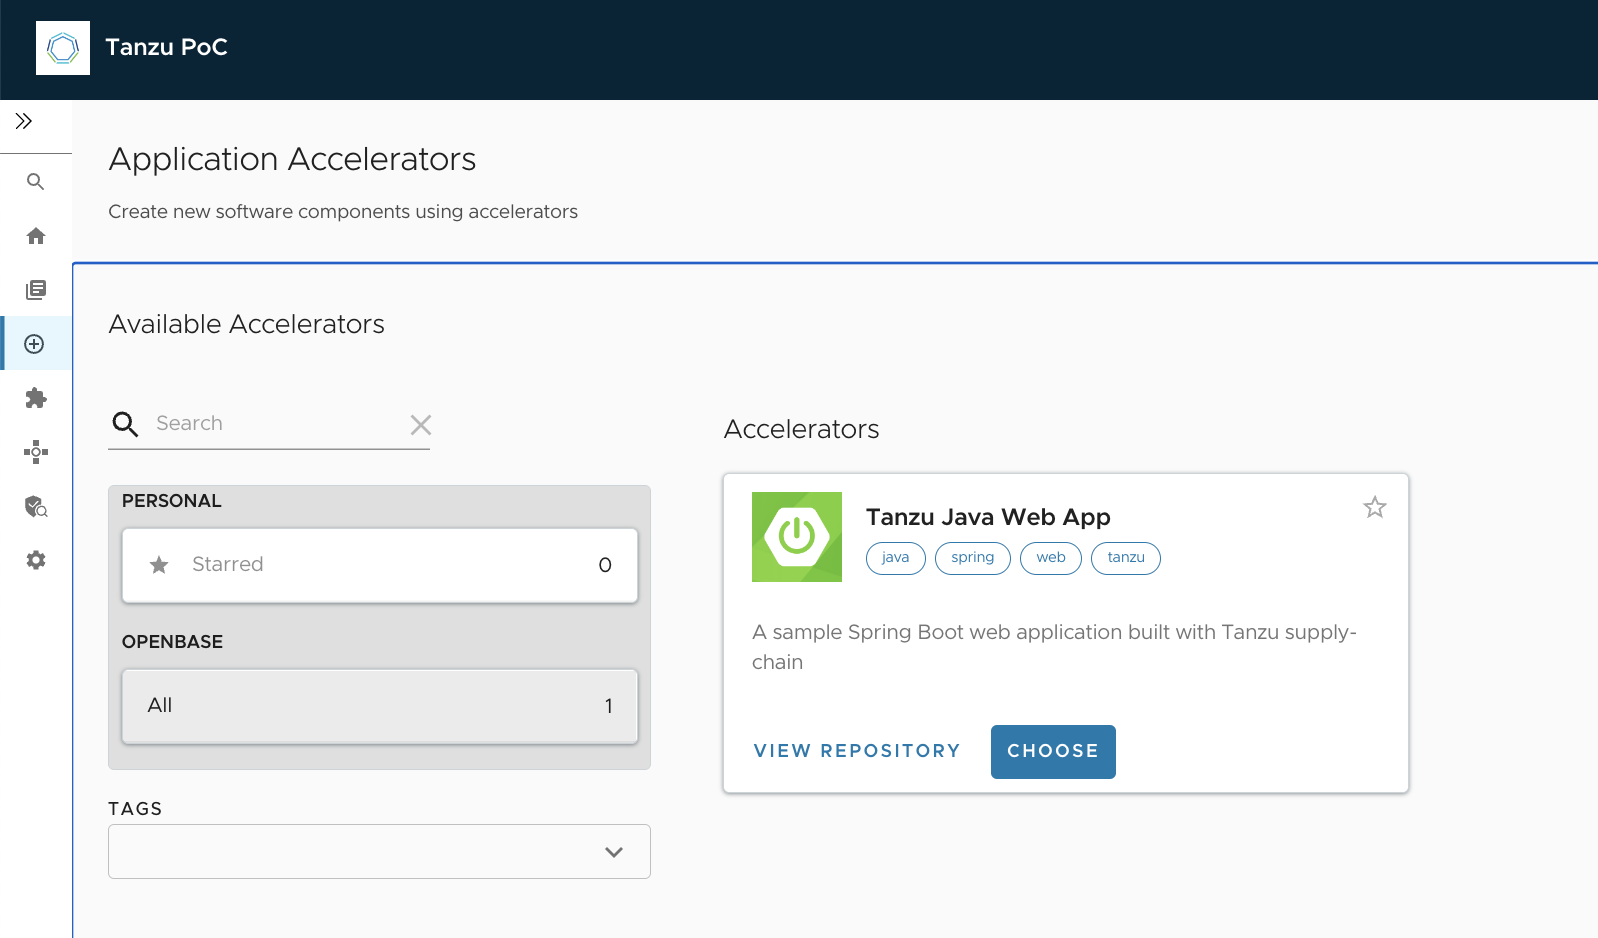 Tanzu PoC
Application Accelerators
Create new software components using accelerators
Available Accelerators
Search
PERSONAL
Starred 0
OPENBASE
All 1
TAGS
Accelerators
Tanzu Java Web App
java spring web tanzu
A sample Spring Boot web application built with Tanzu supply-
chain
VIEW REPOSITORY CHOOSE